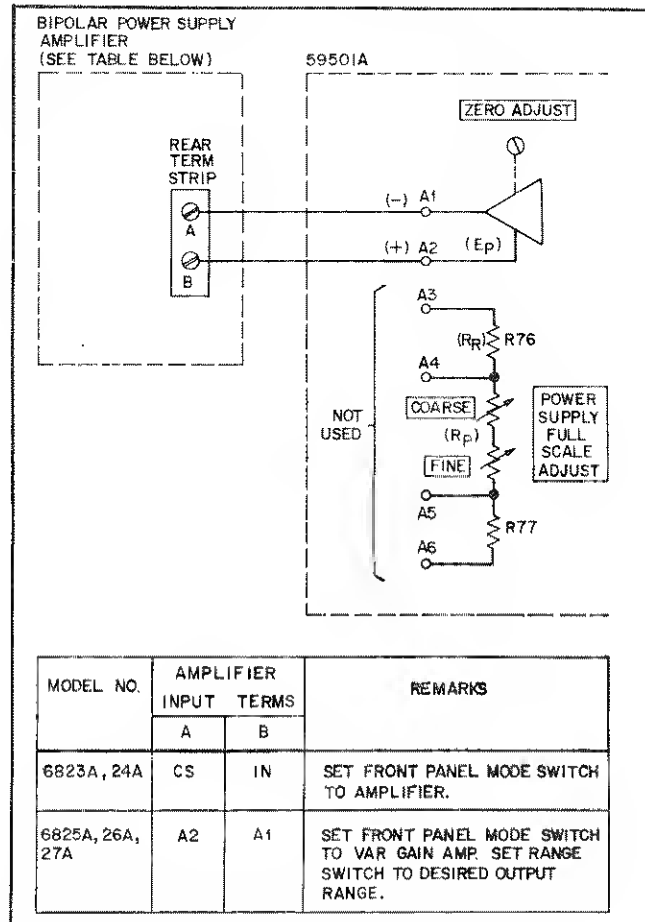 BIPOLAR POWER SUPPLY
AMPLIFIER
(SEE TABLE BELOW)
59501A
ZERO ADJUST
REAR
TERM
STRIP
A
B
(-) A1
(+) A2 (Ep)
A3
(RR) R76
A4
COARSE
(Rp)
FINE
NOT
USED
POWER
SUPPLY
FULL
SCALE
ADJUST
A5
R77
A6
MODEL NO. AMPLIFIER INPUT TERMS REMARKS
A B
6823A, 24A CS IN SET FRONT PANEL MODE SWITCH
TO AMPLIFIER.
6825A, 26A, A2 A1 SET FRONT PANEL MODE SWITCH
27A TO VAR GAIN AMP. SET RANGE
SWITCH TO DESIRED OUTPUT
RANGE.